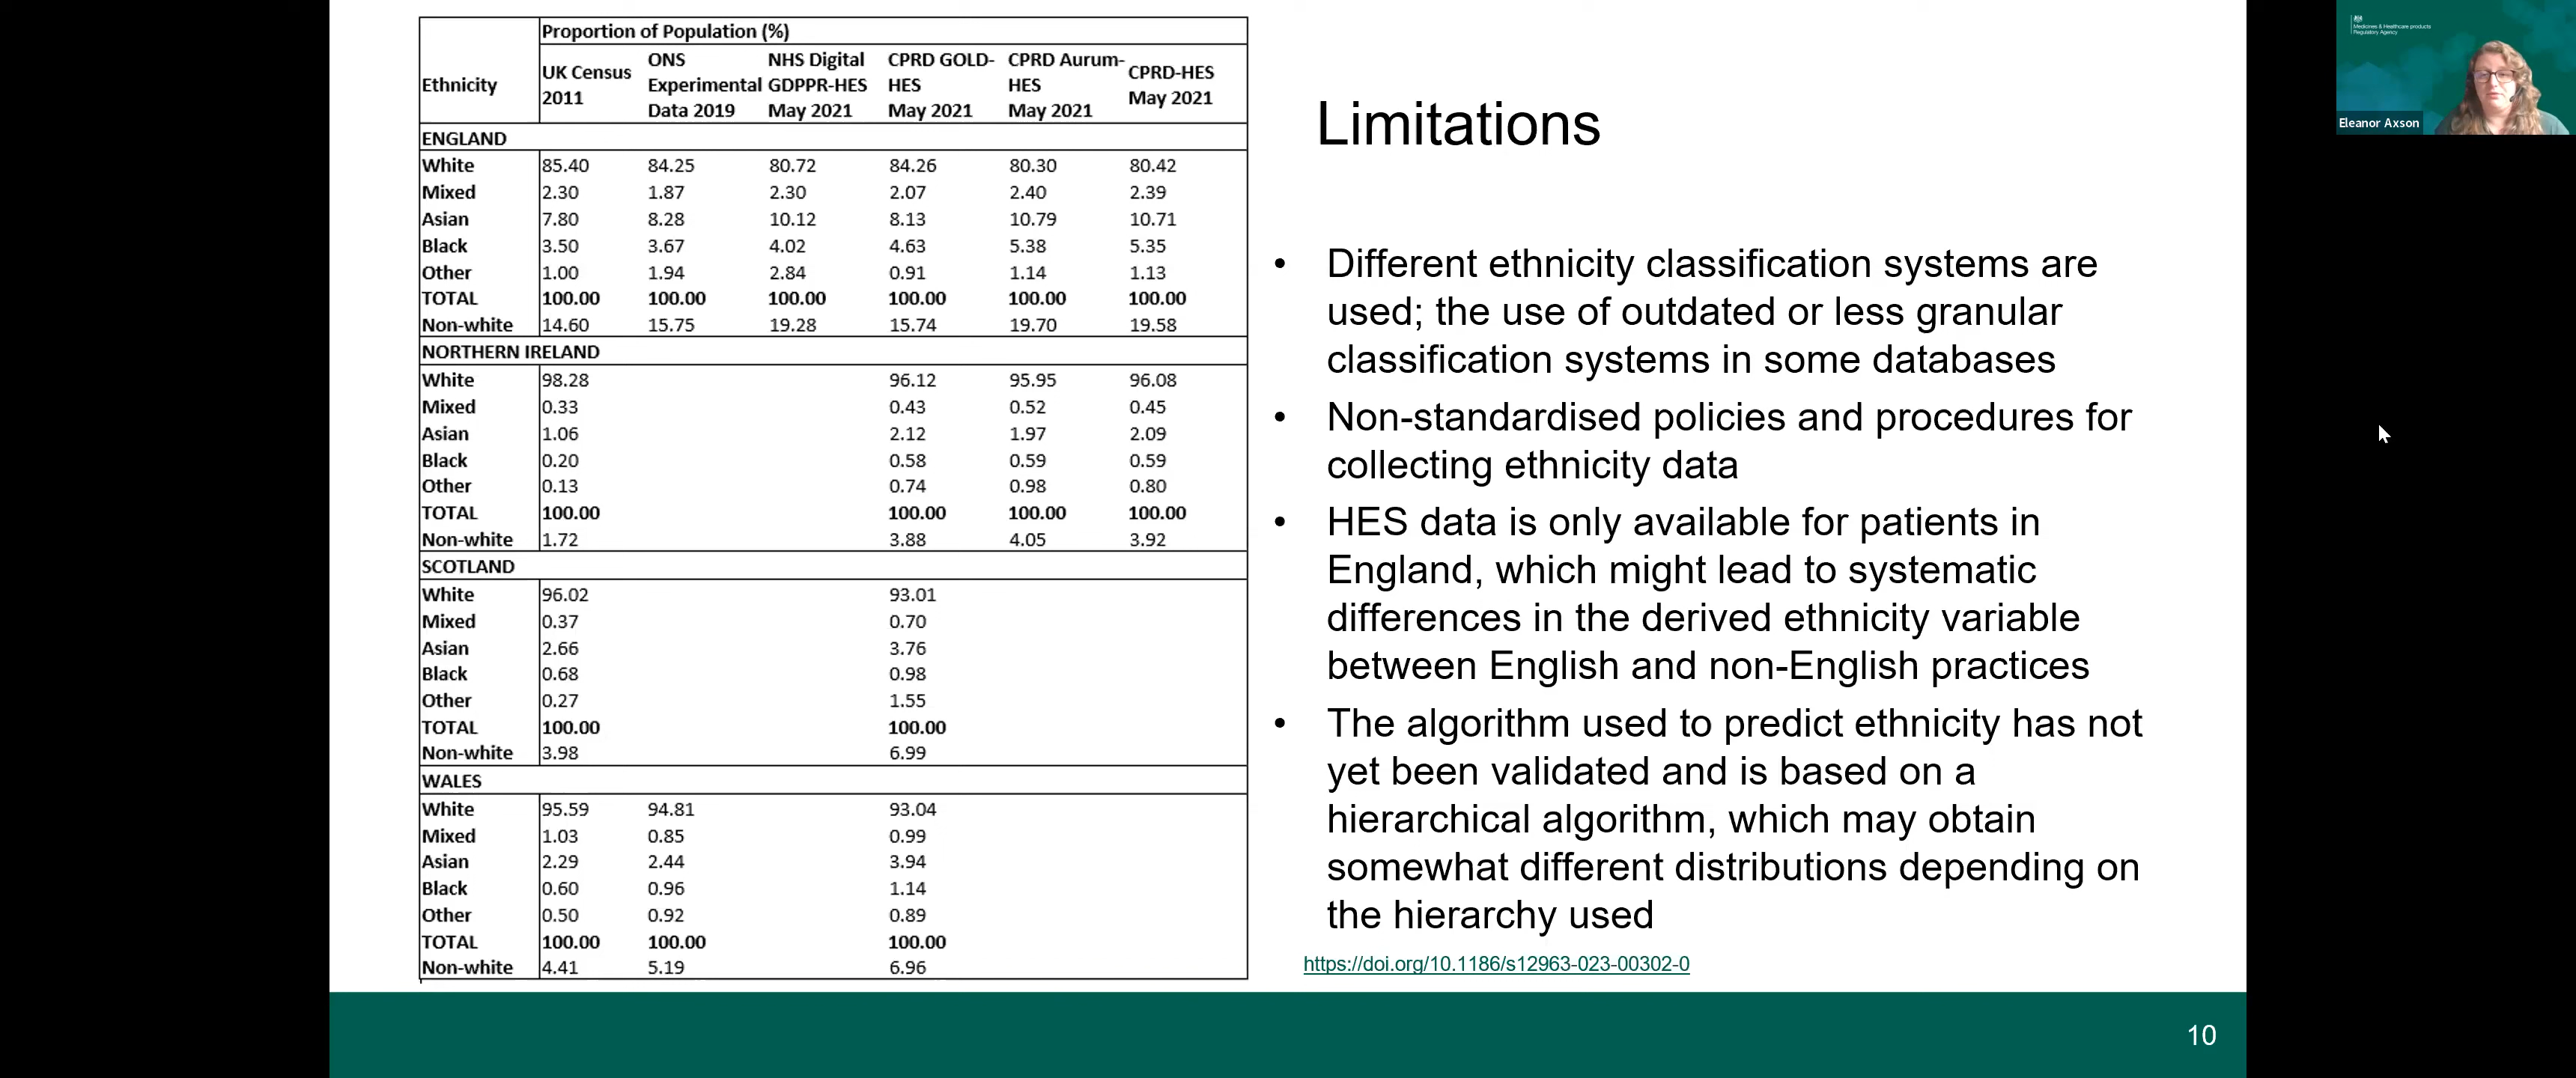 Proportion of Population (%)
Ethnicity UK Census 2011 ONS Experimental Data 2019 NHS Digital GDPPR-HES May 2021 CPRD GOLD-HES May 2021 CPRD Aurum-HES May 2021 CPRD-HES May 2021
ENGLAND
White 85.40 84.25 80.72 84.26 80.30 80.42
Mixed 2.30 1.87 2.30 2.07 2.40 2.39
Asian 7.80 8.28 10.12 8.13 10.79 10.71
Black 3.50 3.67 4.02 4.63 5.38 5.35
Other 1.00 1.94 2.84 0.91 1.14 1.13
TOTAL 100.00 100.00 100.00 100.00 100.00 100.00
Non-white 14.60 15.75 19.28 15.74 19.70 19.58
NORTHERN IRELAND
White 98.28 96.12 95.95 96.08
Mixed 0.33 0.43 0.52 0.45
Asian 1.06 2.12 1.97 2.09
Black 0.20 0.58 0.59 0.59
Other 0.13 0.74 0.98 0.80
TOTAL 100.00 100.00 100.00 100.00
Non-white 1.72 3.88 4.05 3.92
SCOTLAND
White 96.02 93.01
Mixed 0.37 0.70
Asian 2.66 3.76
Black 0.68 0.98
Other 0.27 1.55
TOTAL 100.00 100.00
Non-white 3.98 6.99
WALES
White 95.59 94.81 93.04
Mixed 1.03 0.85 0.99
Asian 2.29 2.44 3.94
Black 0.60 0.96 1.14
Other 0.50 0.92 0.89
TOTAL 100.00 100.00 100.00
Non-white 4.41 5.19 6.96
Limitations
• Different ethnicity classification systems are
used; the use of outdated or less granular
classification systems in some databases
• Non-standardised policies and procedures for
collecting ethnicity data
• HES data is only available for patients in
England, which might lead to systematic
differences in the derived ethnicity variable
between English and non-English practices
• The algorithm used to predict ethnicity has not
yet been validated and is based on a
hierarchical algorithm, which may obtain
somewhat different distributions depending on
the hierarchy used
https://doi.org/10.1186/s12963-023-00302-0
10
Medicines & Healthcare products
Regulatory Agency
Eleanor Axson